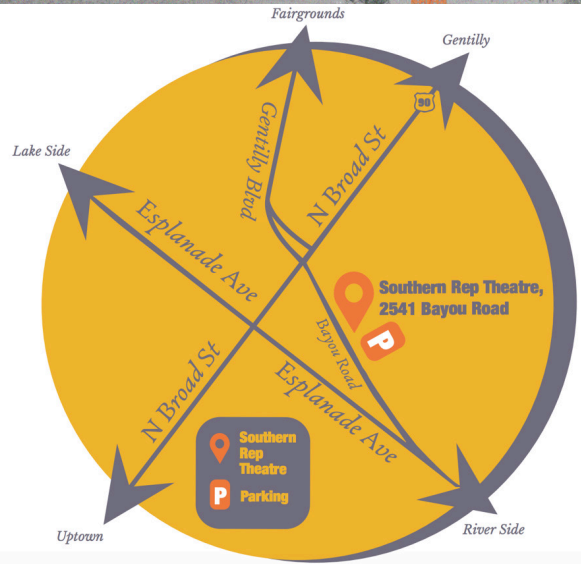 Fairgrounds
Gentilly
90
Lake Side
Gentilly Blvd
N Broad St
Esplanade Ave
Southern Rep Theatre,
2541 Bayou Road
P
Bayou Road
N Broad St
Esplanade Ave
Southern
Rep
Theatre
P Parking
Uptown
River Side